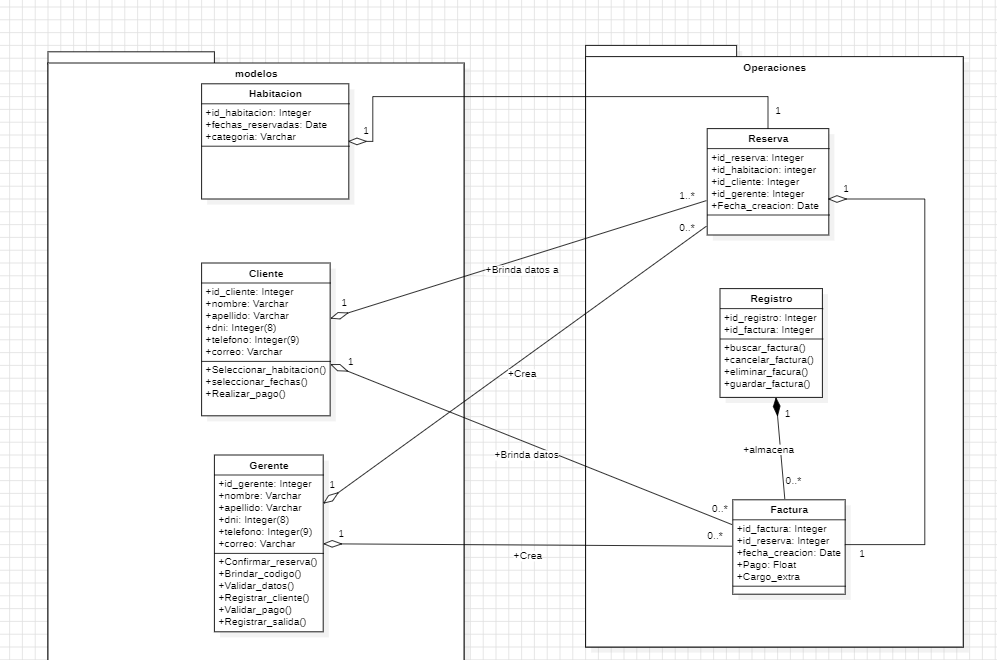 modelos
Habitacion
+id_habitacion: Integer
+fechas_reservadas: Date
+categoria: Varchar
1
Cliente
+id_cliente: Integer
+nombre: Varchar
+apellido: Varchar
+dni: Integer(8)
+telefono: Integer(9)
+correo: Varchar
+Seleccionar_habitacion()
+seleccionar_fechas()
+Realizar_pago()
1
1
Gerente
+id_gerente: Integer
+nombre: Varchar
+apellido: Varchar
+dni: Integer(8)
+telefono: Integer(9)
+correo: Varchar
+Confirmar_reserva()
+Brindar_codigo()
+Validar_datos()
+Registrar_cliente()
+Validar_pago()
+Registrar_salida()
1
1
+Brinda datos a
+Crea
+Brinda datos
+Crea
Operaciones
1
Reserva
+id_reserva: Integer
+id_habitacion: integer
+id_cliente: Integer
+id_gerente: Integer
+Fecha_creacion: Date
1..*
0..*
1
Registro
+id_registro: Integer
+id_factura: Integer
+buscar_factura()
+cancelar_factura()
+eliminar_facura()
+guardar_factura()
1
+almacena
0..*
Factura
+id_factura: Integer
+id_reserva: Integer
+fecha_creacion: Date
+Pago: Float
+Cargo_extra
0..*
0..*
1